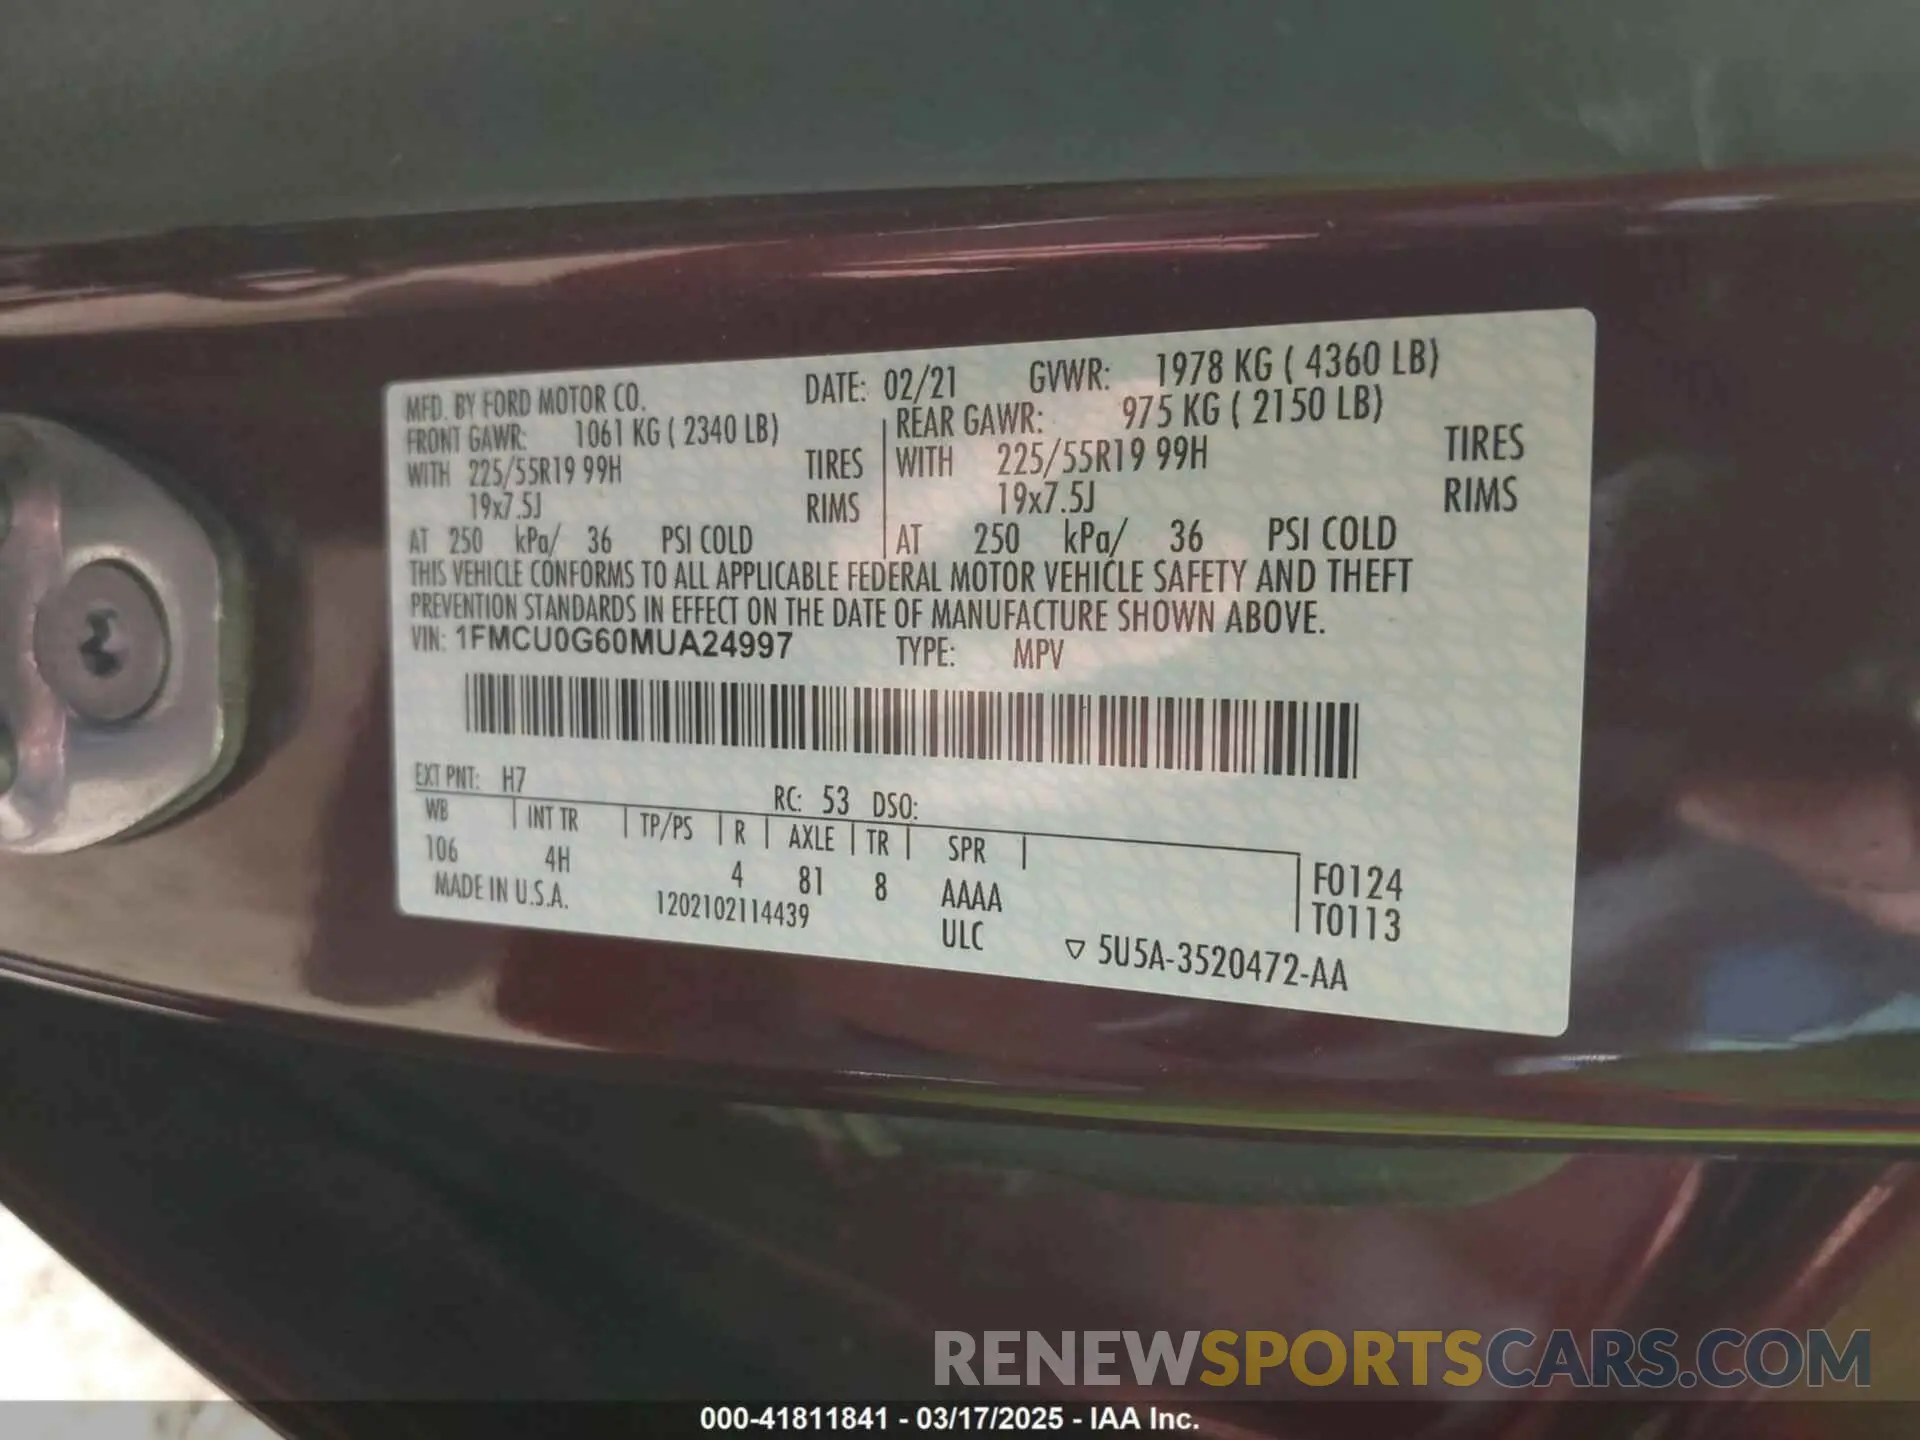 MFD. BY FORD MOTOR CO. DATE: 02/21 GVWR: 1978 KG ( 4360 LB)
FRONT GAWR: 1061 KG ( 2340 LB) REAR GAWR: 975 KG ( 2150 LB)
WITH 225/55R19 99H TIRES WITH 225/55R19 99H TIRES
19x7.5J RIMS 19x7.5J RIMS
AT 250 kPa/ 36 PSI COLD AT 250 kPa/ 36 PSI COLD
THIS VEHICLE CONFORMS TO ALL APPLICABLE FEDERAL MOTOR VEHICLE SAFETY AND THEFT
PREVENTION STANDARDS IN EFFECT ON THE DATE OF MANUFACTURE SHOWN ABOVE.
VIN: 1FMCU0G60MUA24997 TYPE: MPV
EXT PNT: H7 RC: 53 DSO:
WB INT TR TP/PS R AXLE TR SPR
106 4H 4 81 8 AAAA F0124
MADE IN U.S.A. 1202102114439 ULC T0113
▽ 5U5A-3520472-AA
RENEWSPORTSCARS.COM
000-41811841 - 03/17/2025 - IAA Inc.